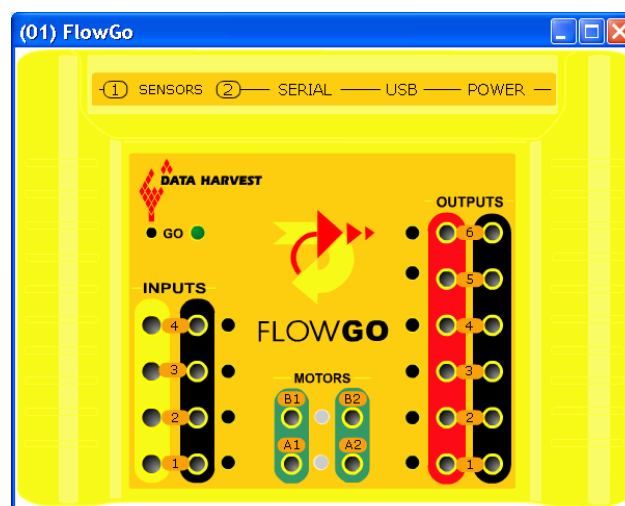 (01) FlowGo
1 SENSORS 2 SERIAL USB POWER
DATA HARVEST
GO
OUTPUTS
6
5
4
3
2
1
INPUTS
4
3
2
1
FLOWGO
MOTORS
B1 B2
A1 A2